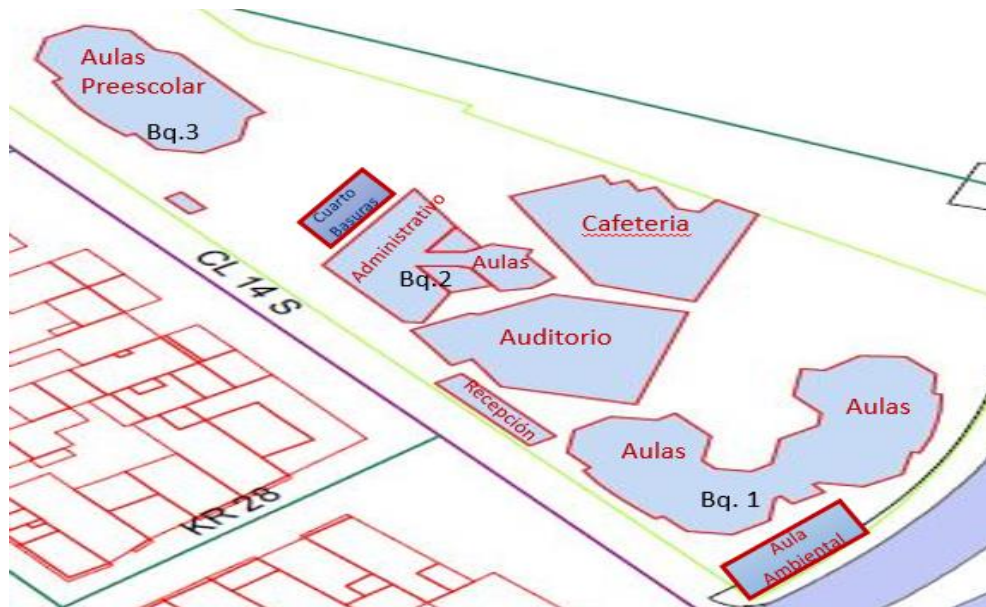 Aulas
Preescolar
Bq.3
Cuarto
Basuras
Administrativo
Bq.2
Aulas
Cafeteria
CL 14 S
Auditorio
Recepción
Aulas
Aulas
Bq. 1
KR 28
Aula
Ambiental